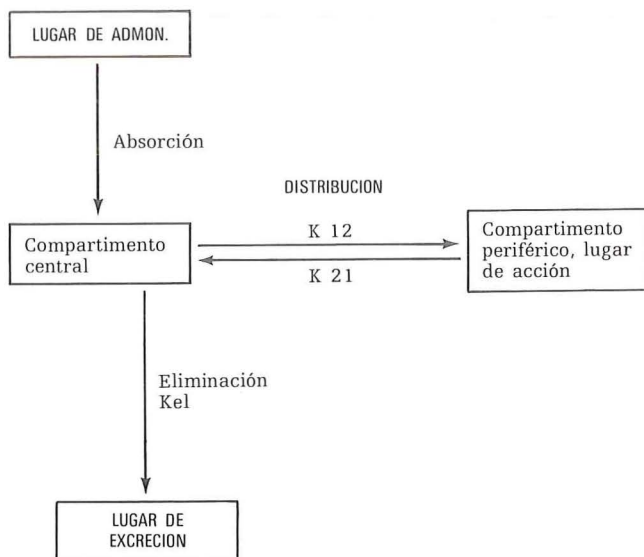 LUGAR DE ADMON.
Absorción
DISTRIBUCION
K 12
Compartimento
central
Compartimento
periférico, lugar
de acción
K 21
Eliminación
Kel
LUGAR DE
EXCRECION